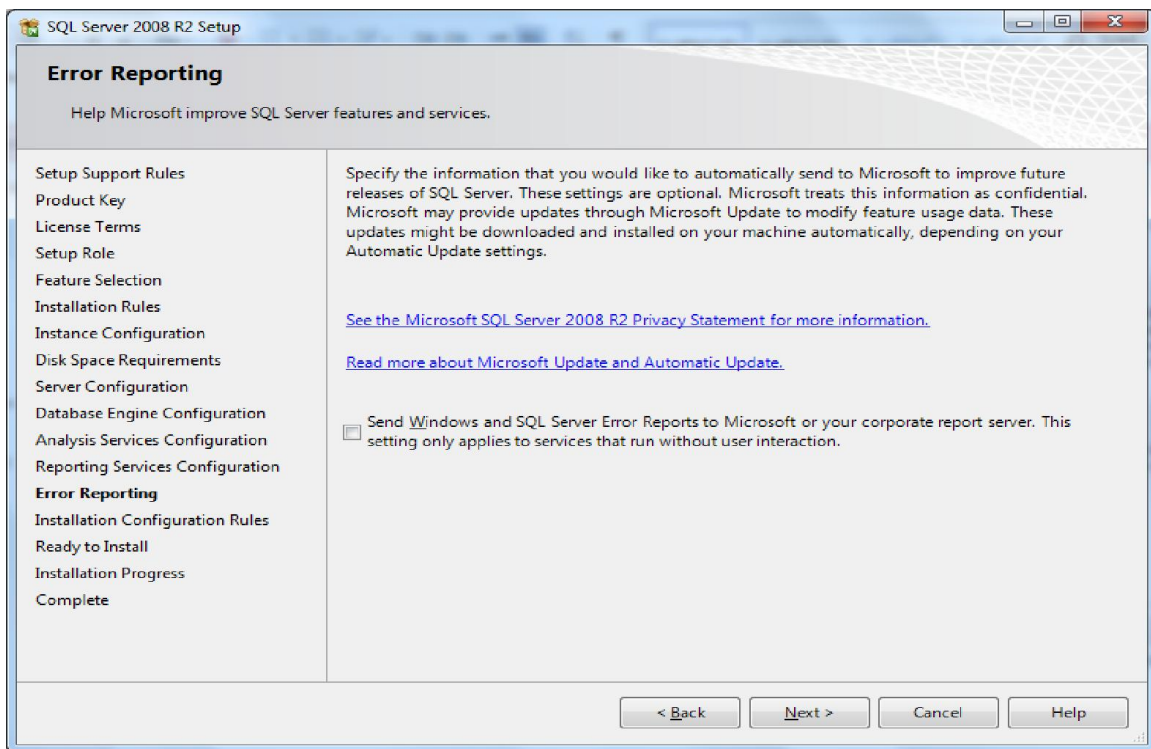 SQL Server 2008 R2 Setup
Error Reporting
Help Microsoft improve SQL Server features and services.
Setup Support Rules
Product Key
License Terms
Setup Role
Feature Selection
Installation Rules
Instance Configuration
Disk Space Requirements
Server Configuration
Database Engine Configuration
Analysis Services Configuration
Reporting Services Configuration
Error Reporting
Installation Configuration Rules
Ready to Install
Installation Progress
Complete
Specify the information that you would like to automatically send to Microsoft to improve future
releases of SQL Server. These settings are optional. Microsoft treats this information as confidential.
Microsoft may provide updates through Microsoft Update to modify feature usage data. These
updates might be downloaded and installed on your machine automatically, depending on your
Automatic Update settings.
See the Microsoft SQL Server 2008 R2 Privacy Statement for more information.
Read more about Microsoft Update and Automatic Update.
Send Windows and SQL Server Error Reports to Microsoft or your corporate report server. This
setting only applies to services that run without user interaction.
< Back
Next >
Cancel
Help